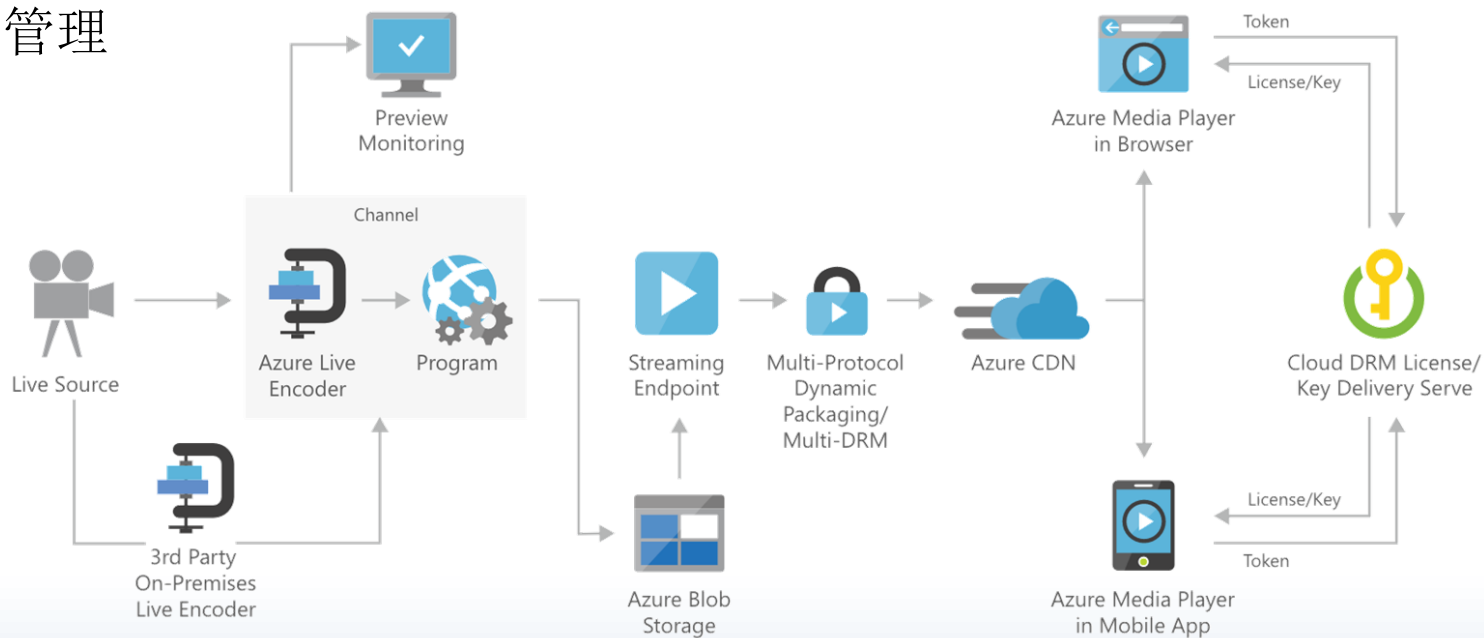 管理
Preview
Monitoring
Channel
Live Source
Azure Live
Encoder
Program
3rd Party
On-Premises
Live Encoder
Azure Blob
Storage
Streaming
Endpoint
Multi-Protocol
Dynamic
Packaging/
Multi-DRM
Azure CDN
Azure Media Player
in Browser
Token
License/Key
Cloud DRM License/
Key Delivery Serve
License/Key
Token
Azure Media Player
in Mobile App